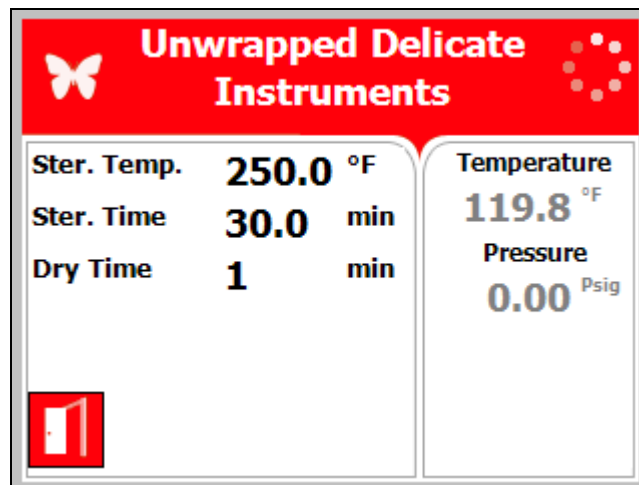 Unwrapped Delicate
Instruments
Ster. Temp. 250.0 °F
Ster. Time 30.0 min
Dry Time 1 min
Temperature
119.8 °F
Pressure
0.00 Psig